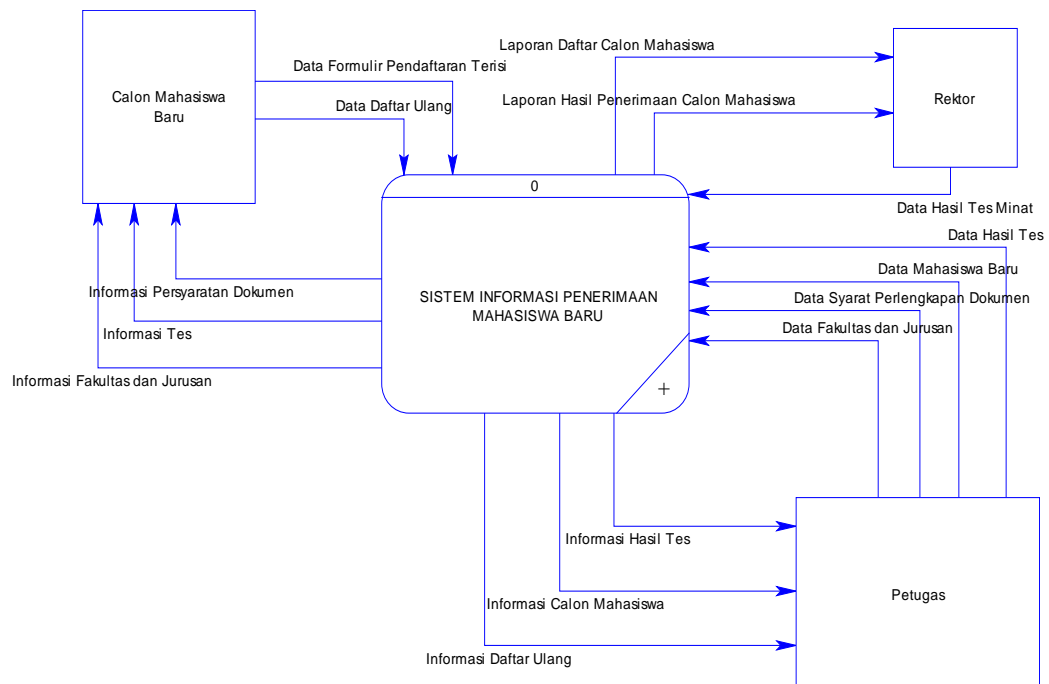 Laporan Daftar Calon Mahasiswa
Data Formulir Pendaftaran Terisi
Calon Mahasiswa
Baru
Data Daftar Ulang
Laporan Hasil Penerimaan Calon Mahasiswa
Rektor
0
Data Hasil Tes Minat
Data Hasil Tes
Data Mahasiswa Baru
Informasi Persyaratan Dokumen
SISTEM INFORMASI PENERIMAAN
MAHASISWA BARU
Data Syarat Perlengkapan Dokumen
Informasi Tes
Data Fakultas dan Jurusan
Informasi Fakultas dan Jurusan
+
Informasi Hasil Tes
Petugas
Informasi Calon Mahasiswa
Informasi Daftar Ulang